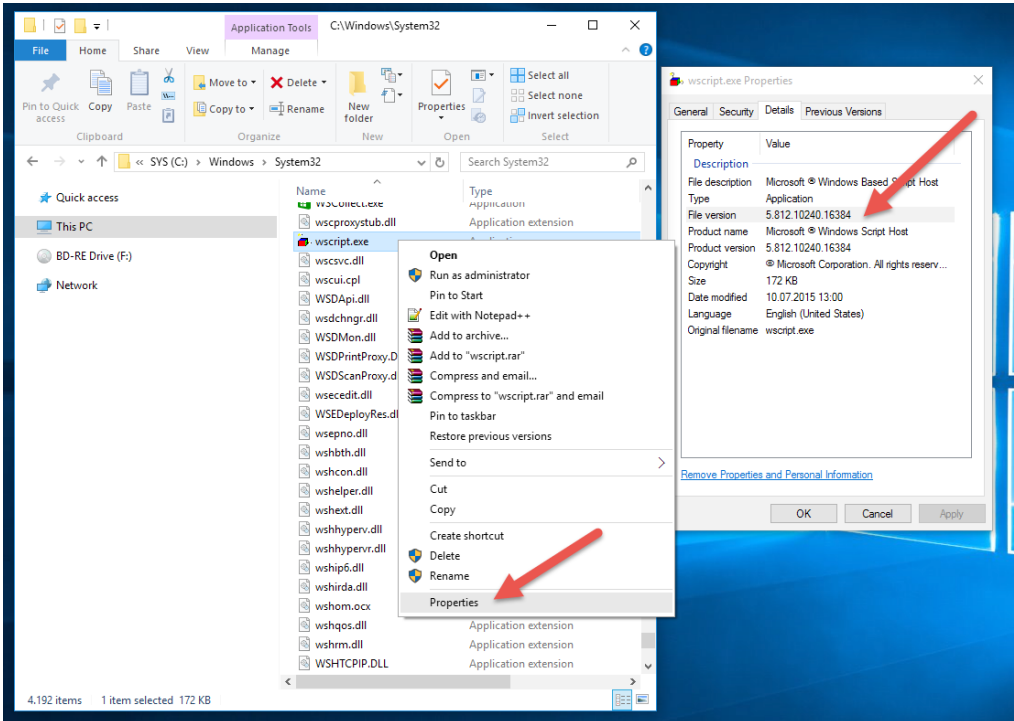 Application Tools
C:\Windows\System32
File
Home
Share
View
Manage
Pin to Quick access
Copy
Paste
Clipboard
Move to
Copy to
Delete
Rename
Organize
New folder
New
Properties
Open
Select all
Select none
Invert selection
Select
« SYS (C:) > Windows > System32
Search System32
Quick access
This PC
BD-RE Drive (F:)
Network
Name
Type
WSCollect.exe
Application
wscproxystub.dll
Application extension
wscript.exe
wscsvc.dll
wscui.cpl
WSDApi.dll
wsdchngr.dll
WSDMon.dll
WSDPrintProxy.D
WSDScanProxy.d
wsecedit.dll
WSEDeployRes.dl
wsepno.dll
wshbth.dll
wshcon.dll
wshelper.dll
wshext.dll
wshhyperv.dll
wshhypervr.dll
wship6.dll
wshirda.dll
wshom.ocx
wshqos.dll
Application extension
wshrm.dll
Application extension
WSHTCPIP.DLL
Application extension
4.192 items
1 item selected 172 KB
Open
Run as administrator
Pin to Start
Edit with Notepad++
Add to archive...
Add to "wscript.rar"
Compress and email...
Compress to "wscript.rar" and email
Pin to taskbar
Restore previous versions
Send to
Cut
Copy
Create shortcut
Delete
Rename
Properties
wscript.exe Properties
General
Security
Details
Previous Versions
Property
Value
Description
File description Microsoft ® Windows Based Script Host
Type Application
File version 5.812.10240.16384
Product name Microsoft ® Windows Script Host
Product version 5.812.10240.16384
Copyright © Microsoft Corporation. All rights reserv...
Size 172 KB
Date modified 10.07.2015 13:00
Language English (United States)
Original filename wscript.exe
Remove Properties and Personal Information
OK
Cancel
Apply